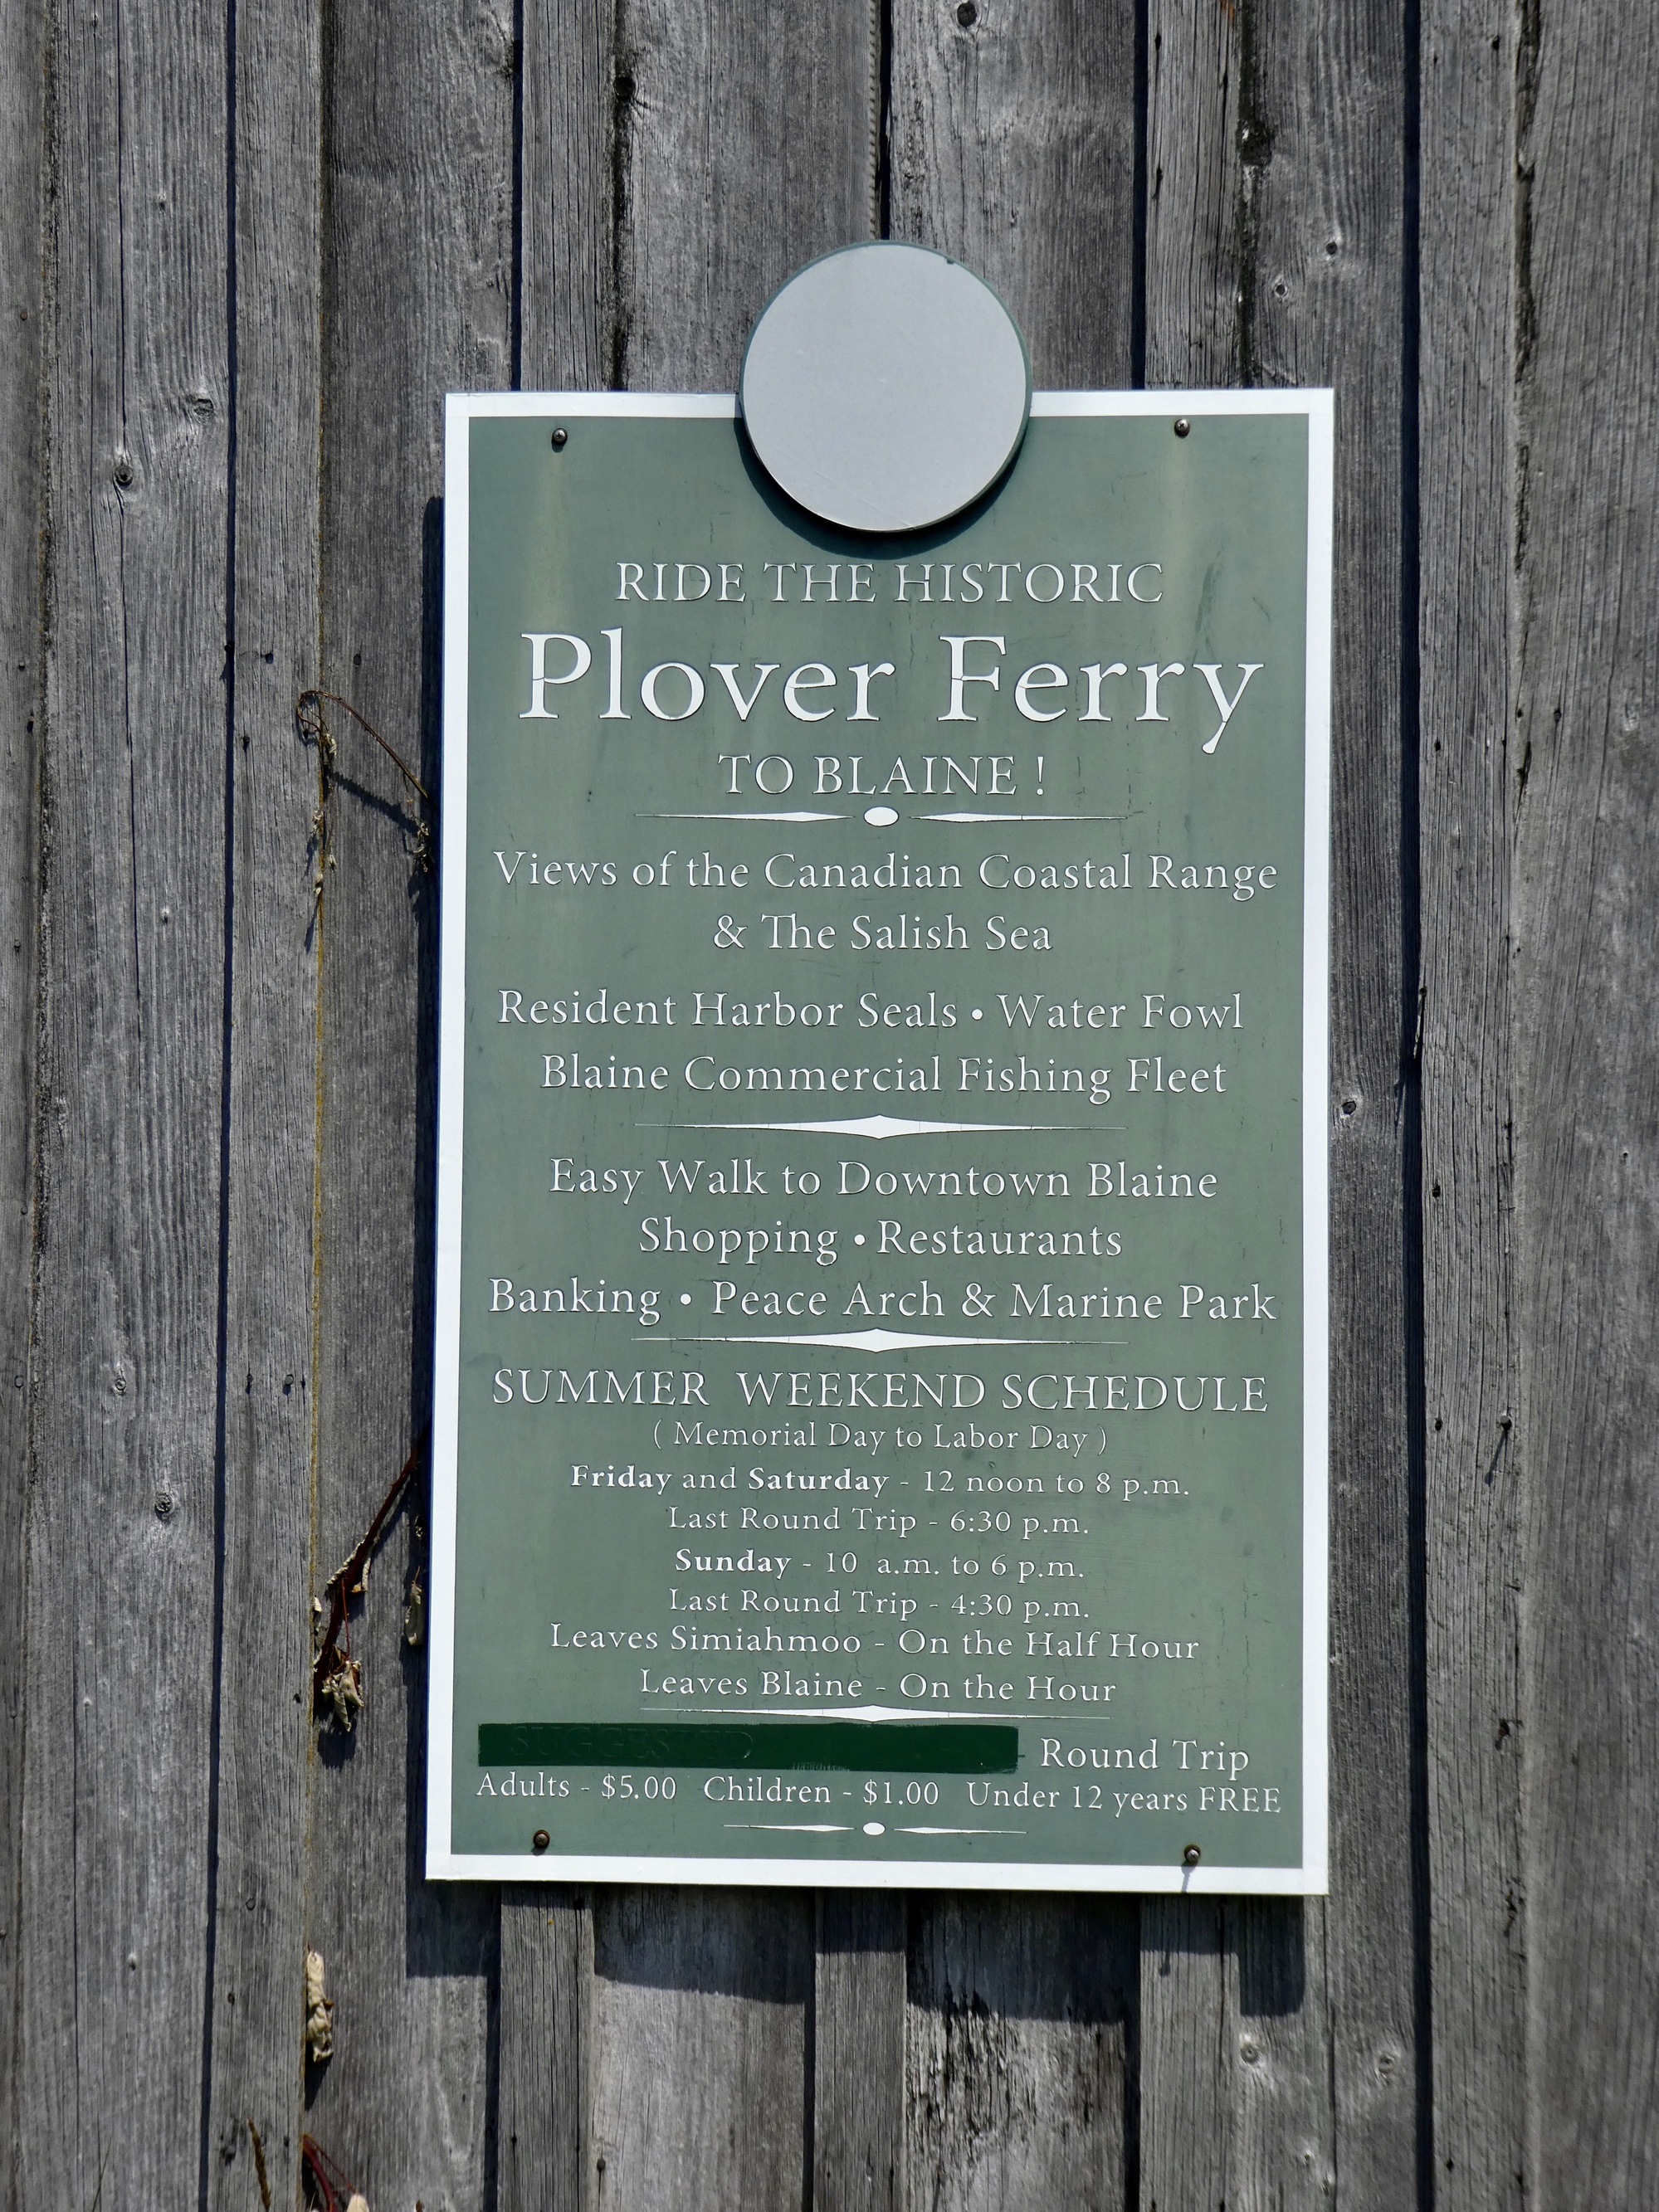 RIDE THE HISTORIC
Plover Ferry
TO BLAINE !
Views of the Canadian Coastal Range
& The Salish Sea
Resident Harbor Seals • Water Fowl
Blaine Commercial Fishing Fleet
Easy Walk to Downtown Blaine
Shopping • Restaurants
Banking • Peace Arch & Marine Park
SUMMER WEEKEND SCHEDULE
( Memorial Day to Labor Day )
Friday and Saturday - 12 noon to 8 p.m.
Last Round Trip - 6:30 p.m.
Sunday - 10 a.m. to 6 p.m.
Last Round Trip - 4:30 p.m.
Leaves Simiahmoo - On the Half Hour
Leaves Blaine - On the Hour
SUGGESTED Round Trip
Adults - $5.00 Children - $1.00 Under 12 years FREE